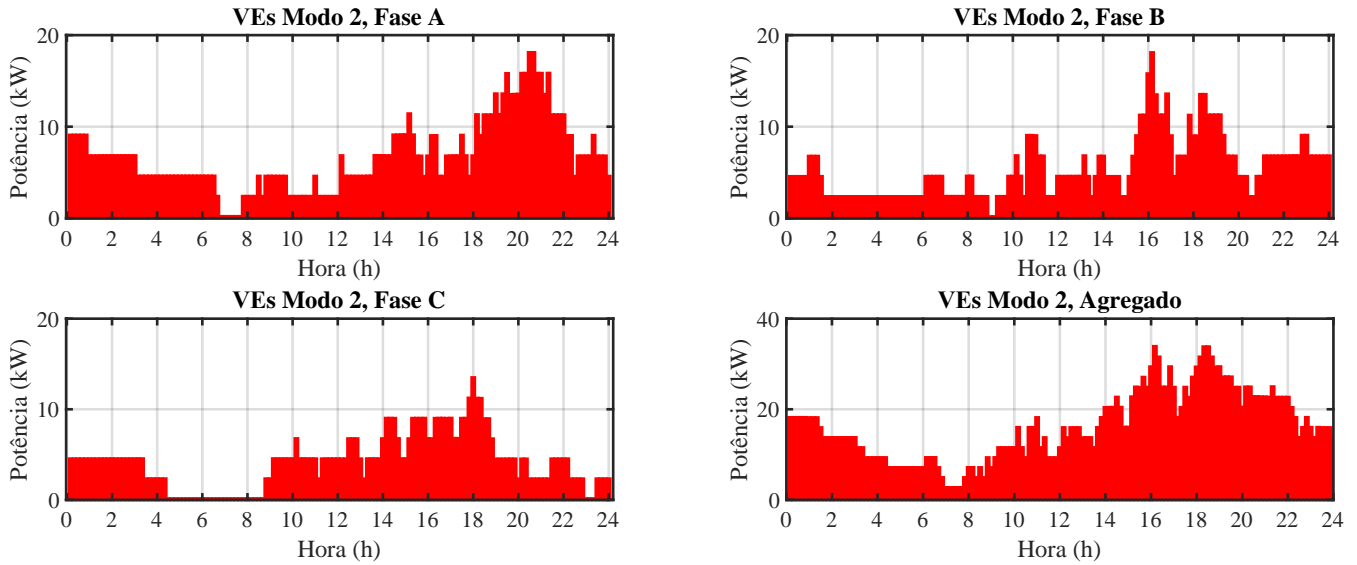 VEs Modo 2, Fase A
Potência (kW)
20
10
0
0 2 4 6 8 10 12 14 16 18 20 22 24
Hora (h)
VEs Modo 2, Fase B
Potência (kW)
20
10
0
0 2 4 6 8 10 12 14 16 18 20 22 24
Hora (h)
VEs Modo 2, Fase C
Potência (kW)
20
10
0
0 2 4 6 8 10 12 14 16 18 20 22 24
Hora (h)
VEs Modo 2, Agregado
Potência (kW)
40
20
0
0 2 4 6 8 10 12 14 16 18 20 22 24
Hora (h)